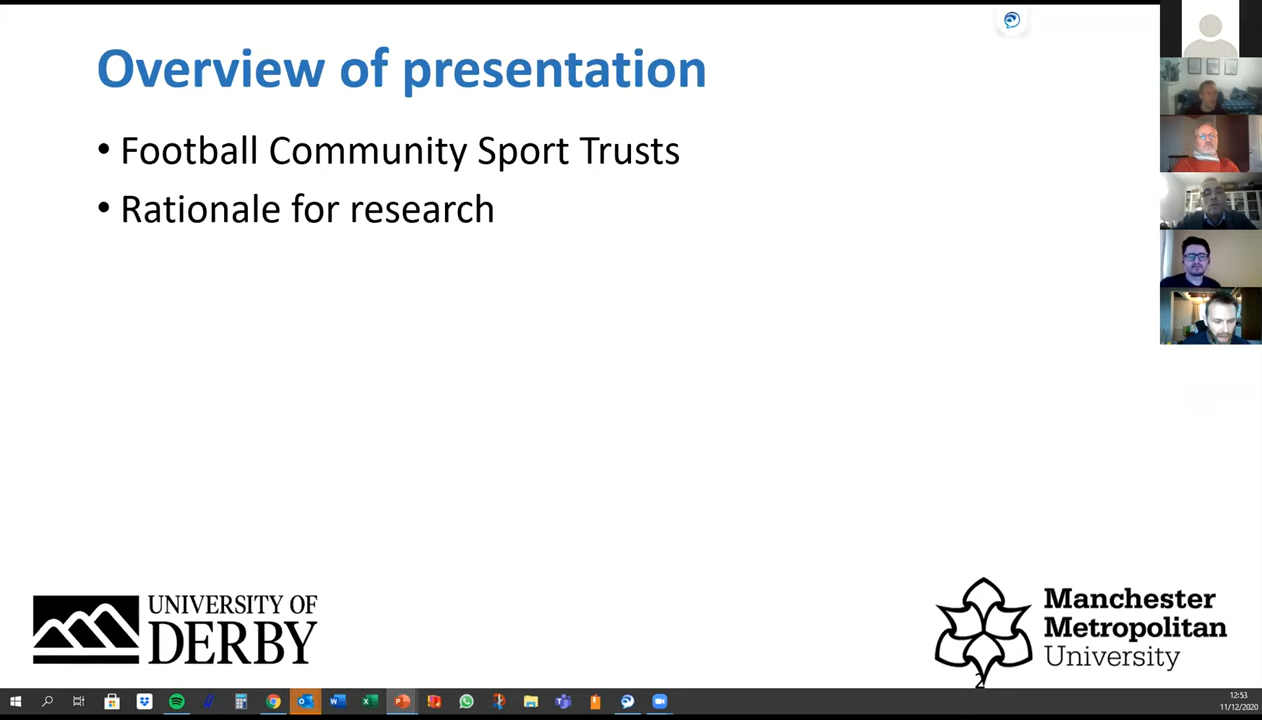 Overview of presentation
• Football Community Sport Trusts
• Rationale for research
UNIVERSITY OF
DERBY
Manchester
Metropolitan
University
12:53
11/12/2020